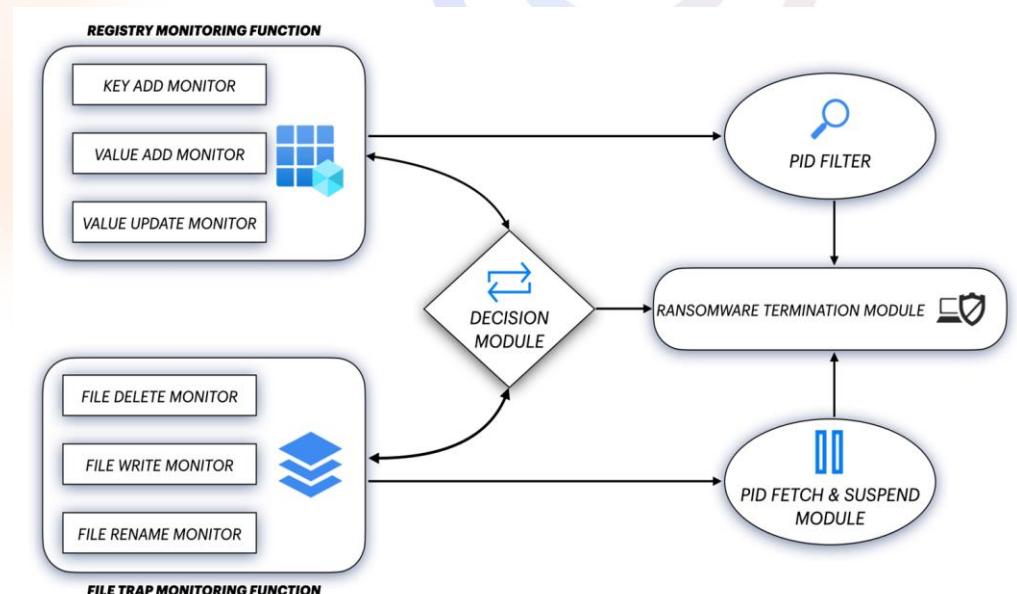 REGISTRY MONITORING FUNCTION
KEY ADD MONITOR
VALUE ADD MONITOR
VALUE UPDATE MONITOR
PID FILTER
DECISION
MODULE
RANSOMWARE TERMINATION MODULE
FILE DELETE MONITOR
FILE WRITE MONITOR
FILE RENAME MONITOR
PID FETCH & SUSPEND
MODULE
FILE TRAP MONITORING FUNCTION